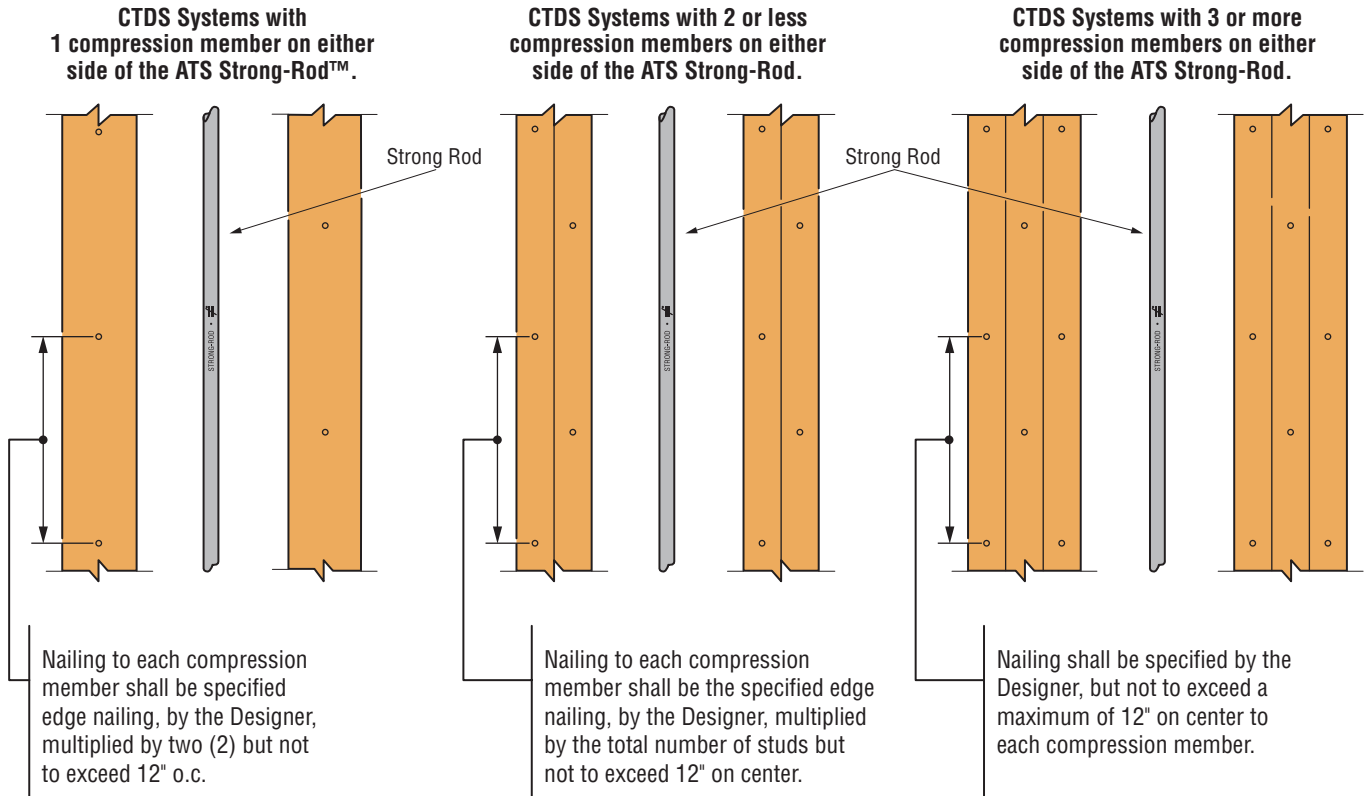 CTDS Systems with
1 compression member on either
side of the ATS Strong-Rod™.
CTDS Systems with 2 or less
compression members on either
side of the ATS Strong-Rod.
CTDS Systems with 3 or more
compression members on either
side of the ATS Strong-Rod.
Strong Rod
Strong Rod
STRONG-ROD •
STRONG-ROD •
STRONG-ROD •
Nailing to each compression
member shall be specified
edge nailing, by the Designer,
multiplied by two (2) but not
to exceed 12" o.c.
Nailing to each compression
member shall be the specified edge
nailing, by the Designer, multiplied
by the total number of studs but
not to exceed 12" on center.
Nailing shall be specified by the
Designer, but not to exceed a
maximum of 12" on center to
each compression member.